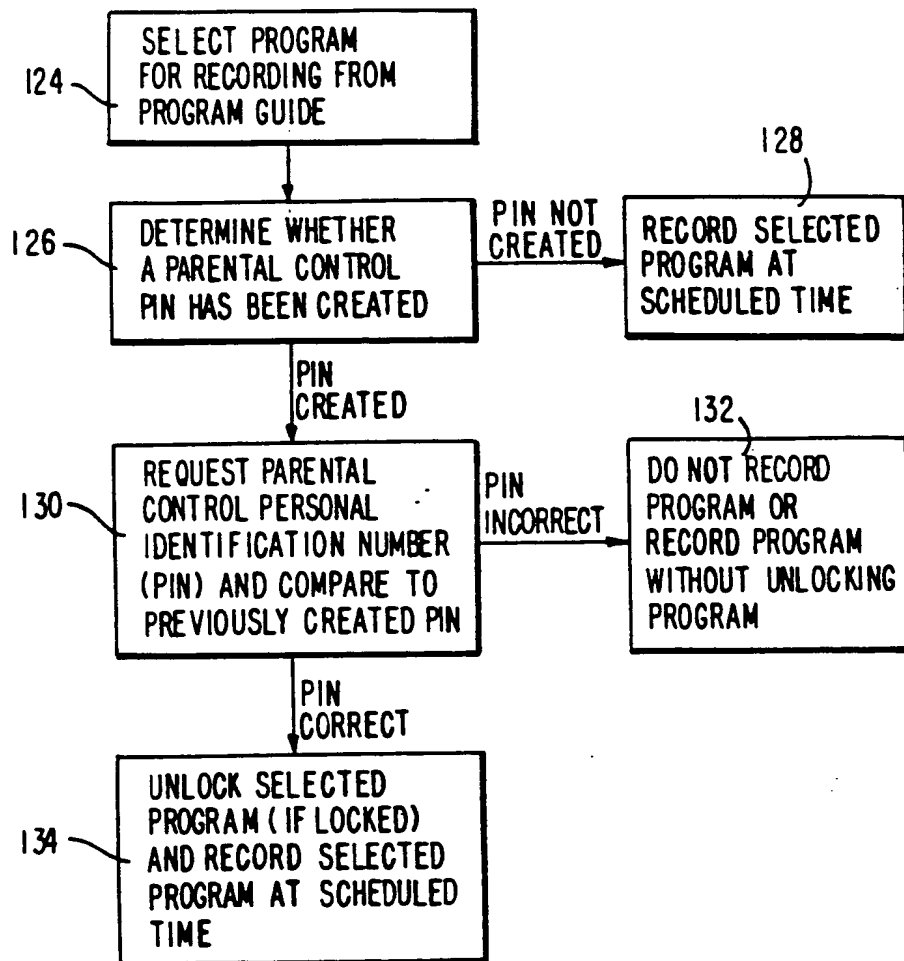 SELECT PROGRAM
FOR RECORDING FROM
PROGRAM GUIDE
124
128
DETERMINE WHETHER
A PARENTAL CONTROL
PIN HAS BEEN CREATED
126
PIN NOT
CREATED
RECORD SELECTED
PROGRAM AT
SCHEDULED TIME
PIN
CREATED
132
REQUEST PARENTAL
CONTROL PERSONAL
IDENTIFICATION NUMBER
(PIN) AND COMPARE TO
PREVIOUSLY CREATED PIN
130
PIN
INCORRECT
DO NOT RECORD
PROGRAM OR
RECORD PROGRAM
WITHOUT UNLOCKING
PROGRAM
PIN
CORRECT
UNLOCK SELECTED
PROGRAM (IF LOCKED)
AND RECORD SELECTED
PROGRAM AT SCHEDULED
TIME
134